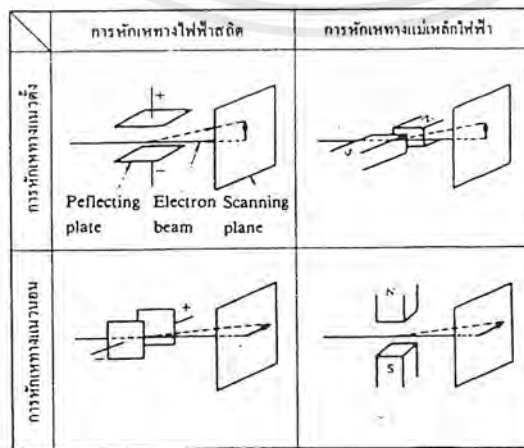 การหักเหทางไฟฟ้าสถิต
การหักเหทางแม่เหล็กไฟฟ้า
การหักเหทางแนวตั้ง
+
−
Peflecting Electron Scanning
plate beam plane
N
S
การหักเหทางแนวนอน
+
−
N
S